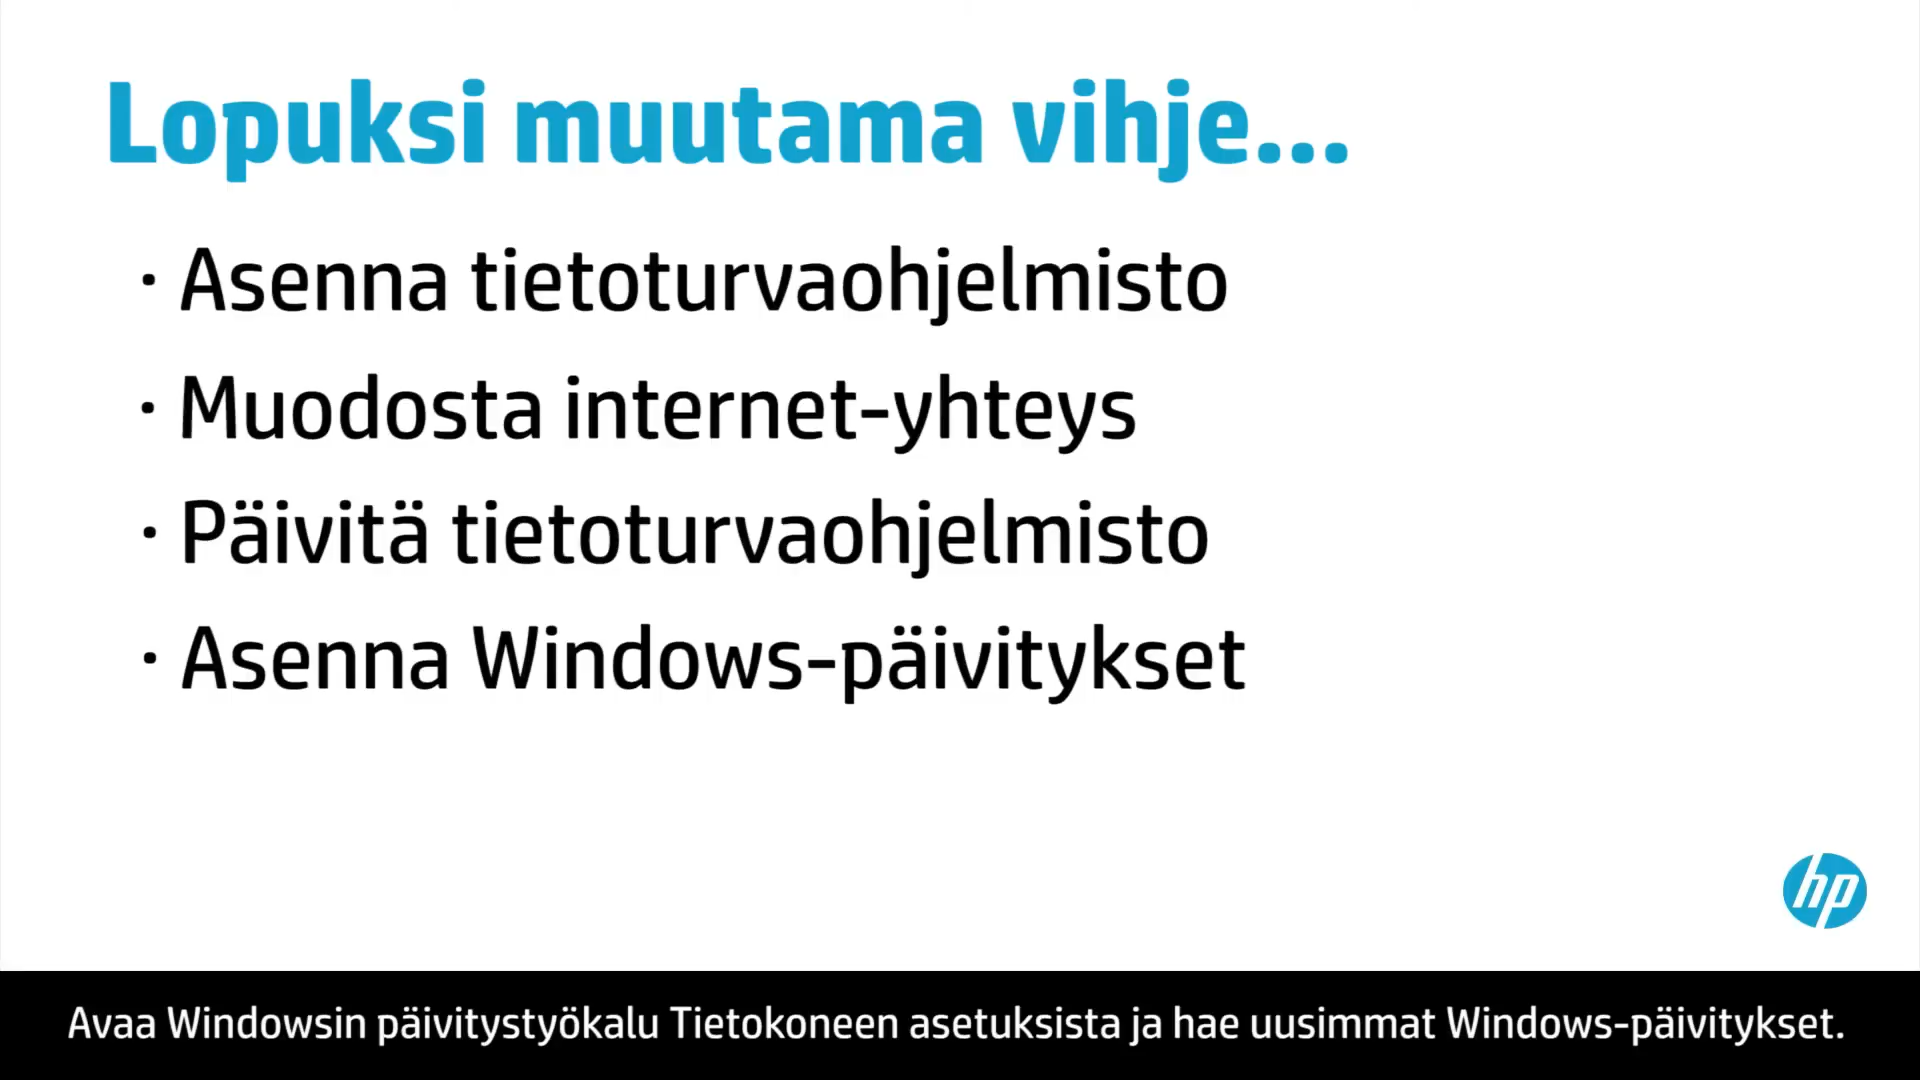 Lopuksi muutama vihje...
· Asenna tietoturvaohjelmisto
· Muodosta internet-yhteys
· Päivitä tietoturvaohjelmisto
· Asenna Windows-päivitykset
hp
Avaa Windowsin päivitystyökalu Tietokoneen asetuksista ja hae uusimmat Windows-päivitykset.